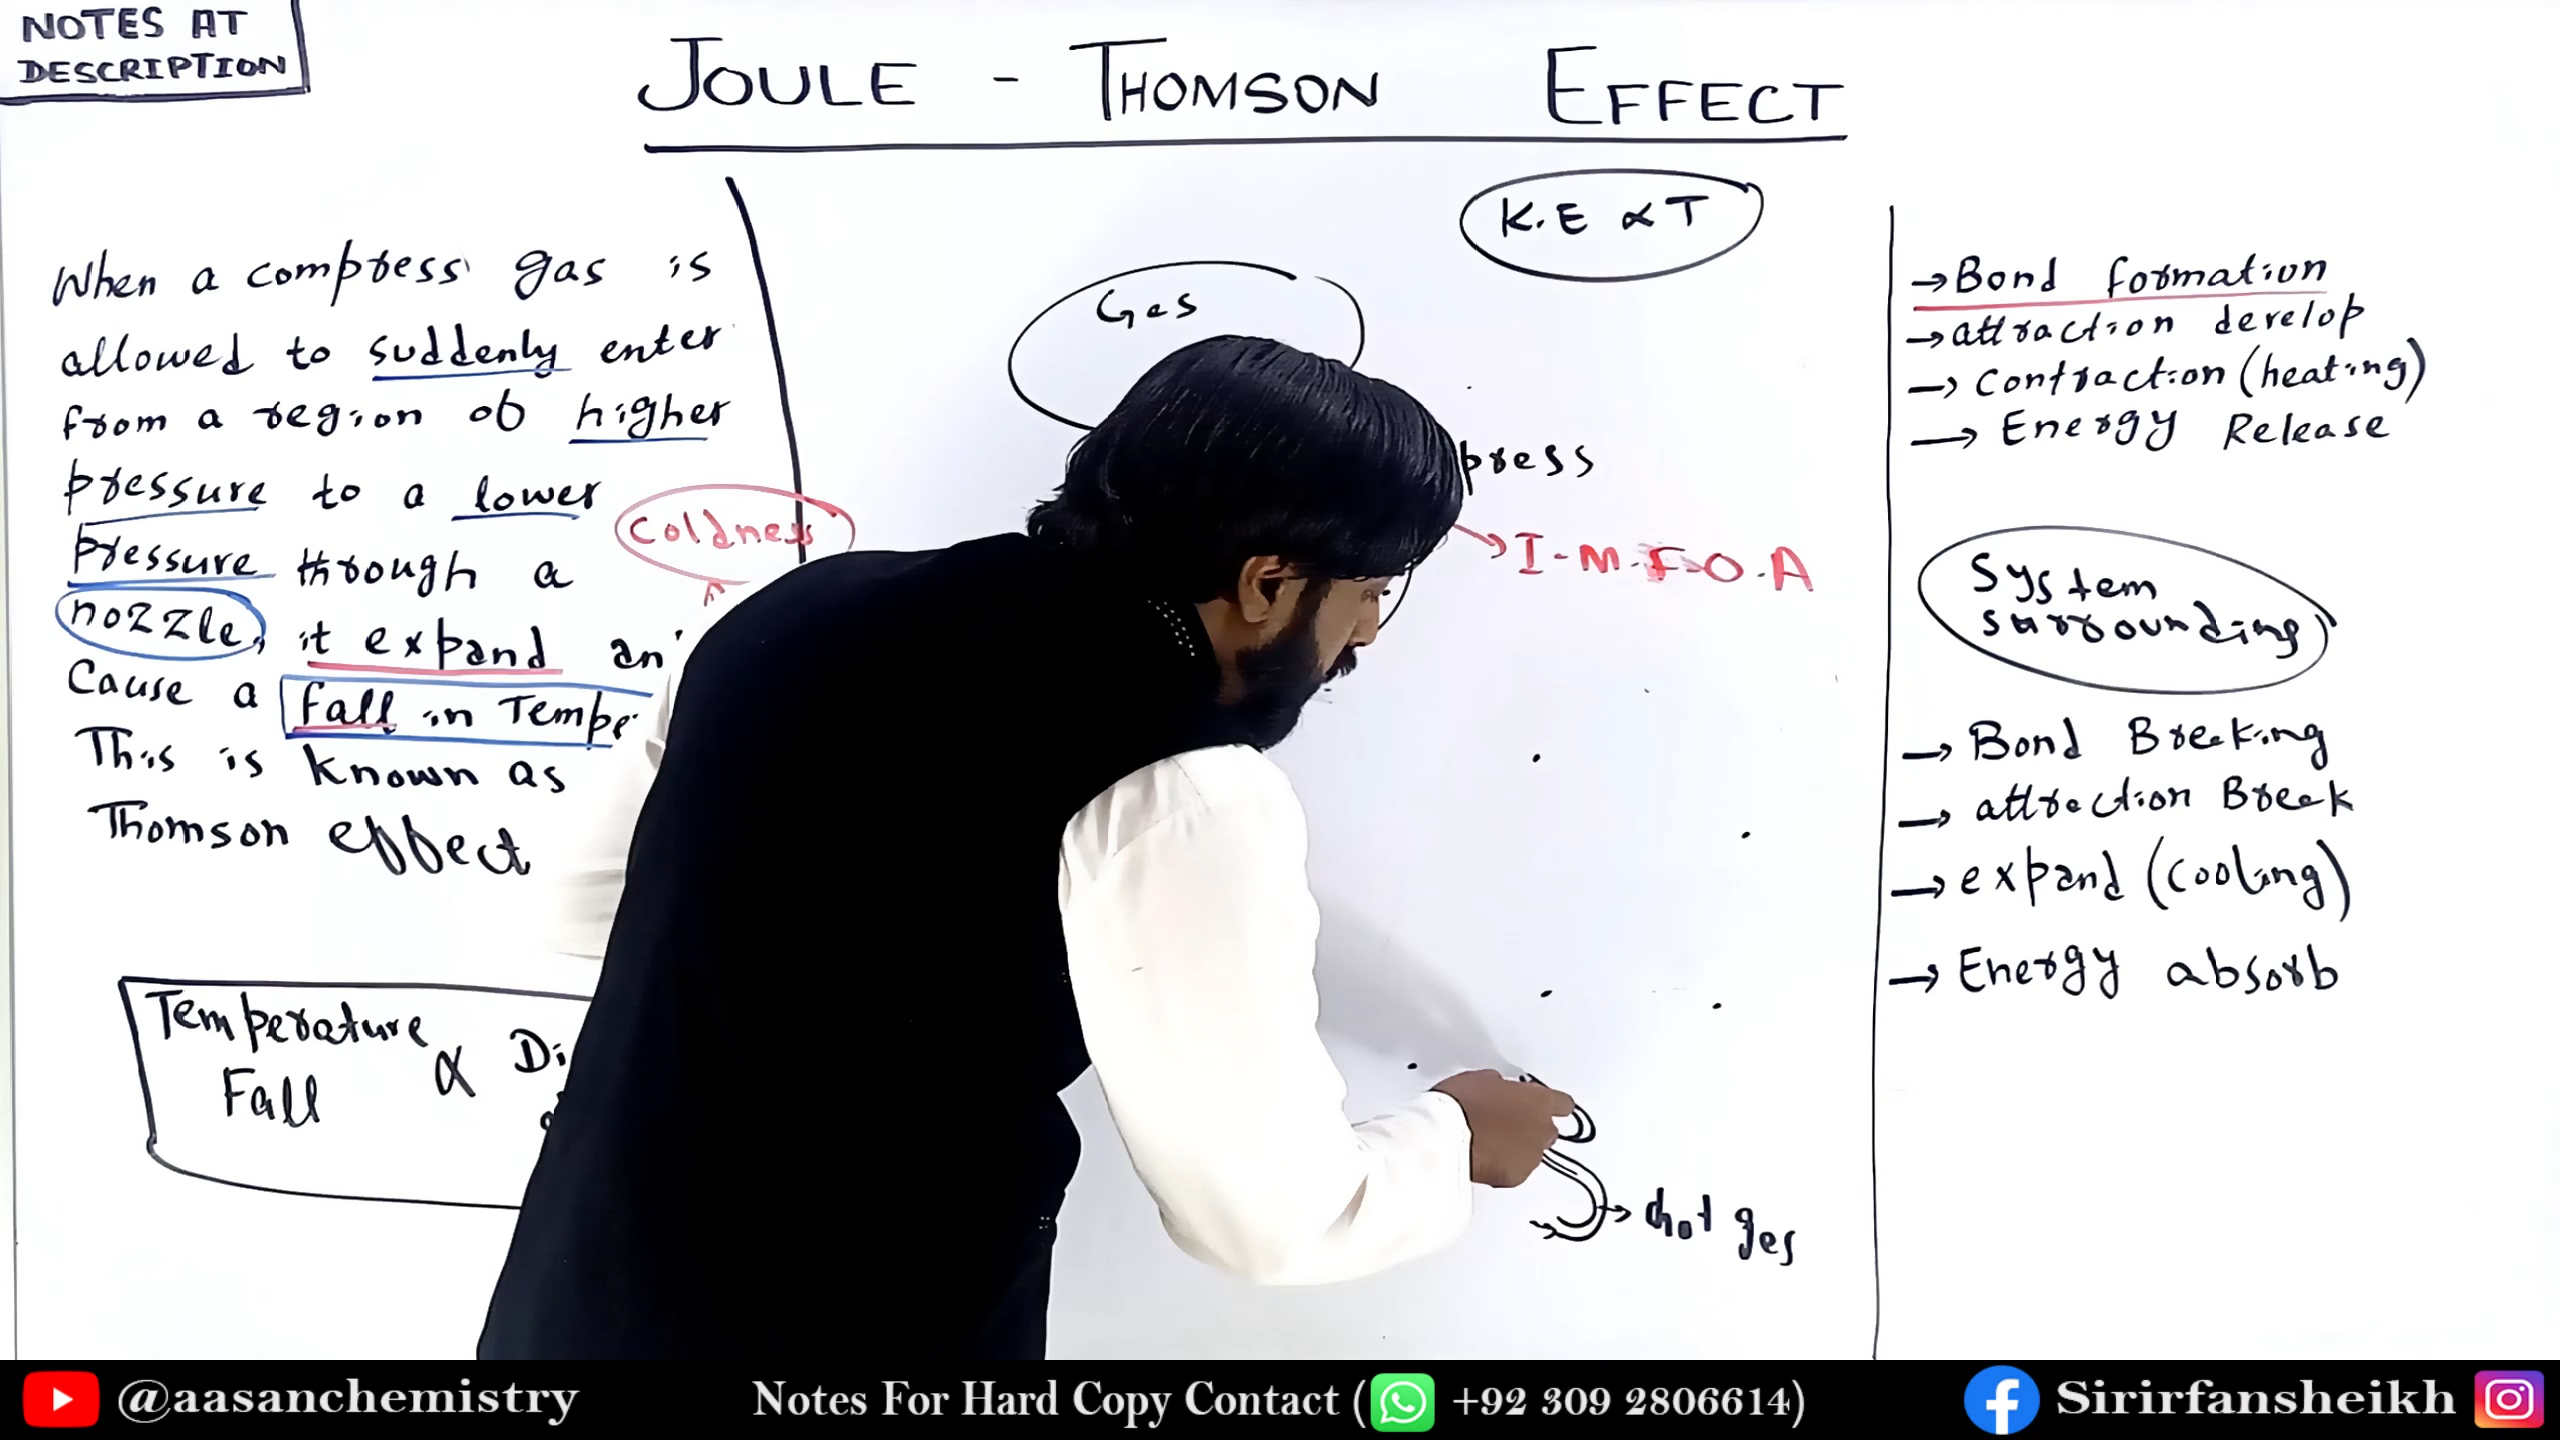 NOTES AT
DESCRIPTION
JOULE - THOMSON EFFECT
When a compress gas is
allowed to suddenly enter
from a region of higher
pressure to a lower
pressure through a
nozzle, it expand an
Cause a fall in Tempe
This is known as
Thomson effect
Temperature
Fall ∝ Di
K.E ∝ T
Gas
press
coldness
I-M.F.O.A
hot gas
→ Bond formation
→ attraction develop
→ Contraction (heating)
→ Energy Release
System
surrounding
→ Bond Breaking
→ attraction Break
→ expand (cooling)
→ Energy absorb
@aasanchemistry
Notes For Hard Copy Contact ( +92 309 2806614)
Sirirfansheikh